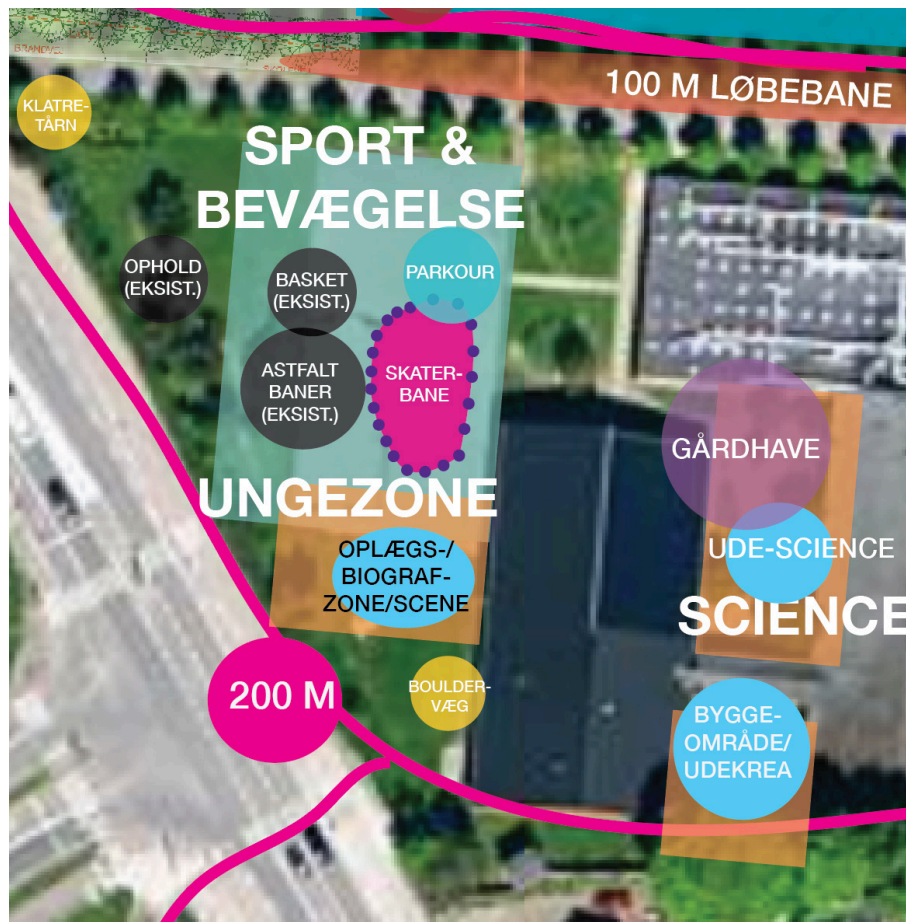 BRANDVEJ
100 M LØBEBANE
KLATRE-
TÅRN
SPORT &
BEVÆGELSE
OPHOLD
(EKSIST.)
BASKET
(EKSIST.)
PARKOUR
ASTFALT
BANER
(EKSIST.)
SKATER-
BANE
GÅRDHAVE
UNGEZONE
OPLÆGS-/
BIOGRAF-
ZONE/SCENE
UDE-SCIENCE
SCIENCE
200 M
BOULDER-
VÆG
BYGGE-
OMRÅDE/
UDEKREA